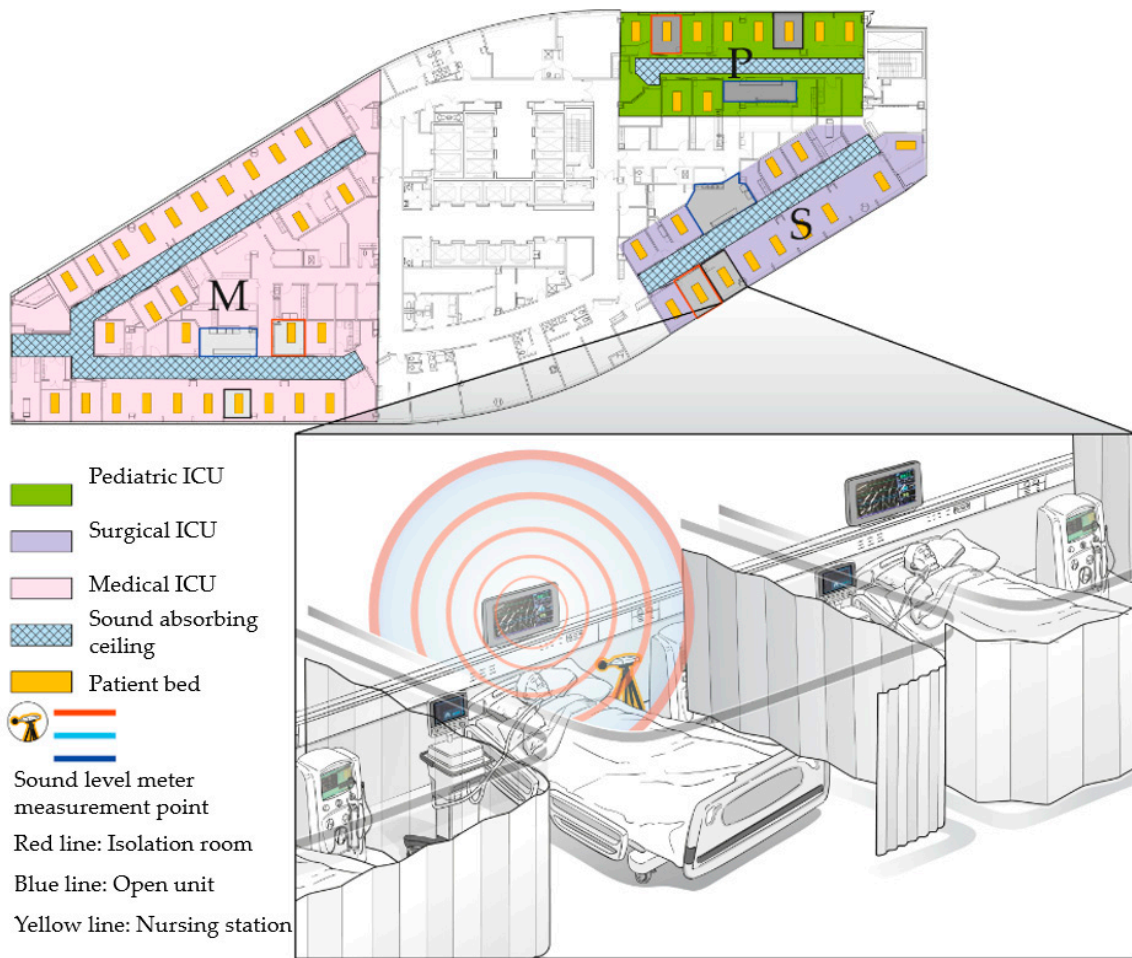 P
S
M
Pediatric ICU
Surgical ICU
Medical ICU
Sound absorbing
ceiling
Patient bed
Sound level meter
measurement point
Red line: Isolation room
Blue line: Open unit
Yellow line: Nursing station